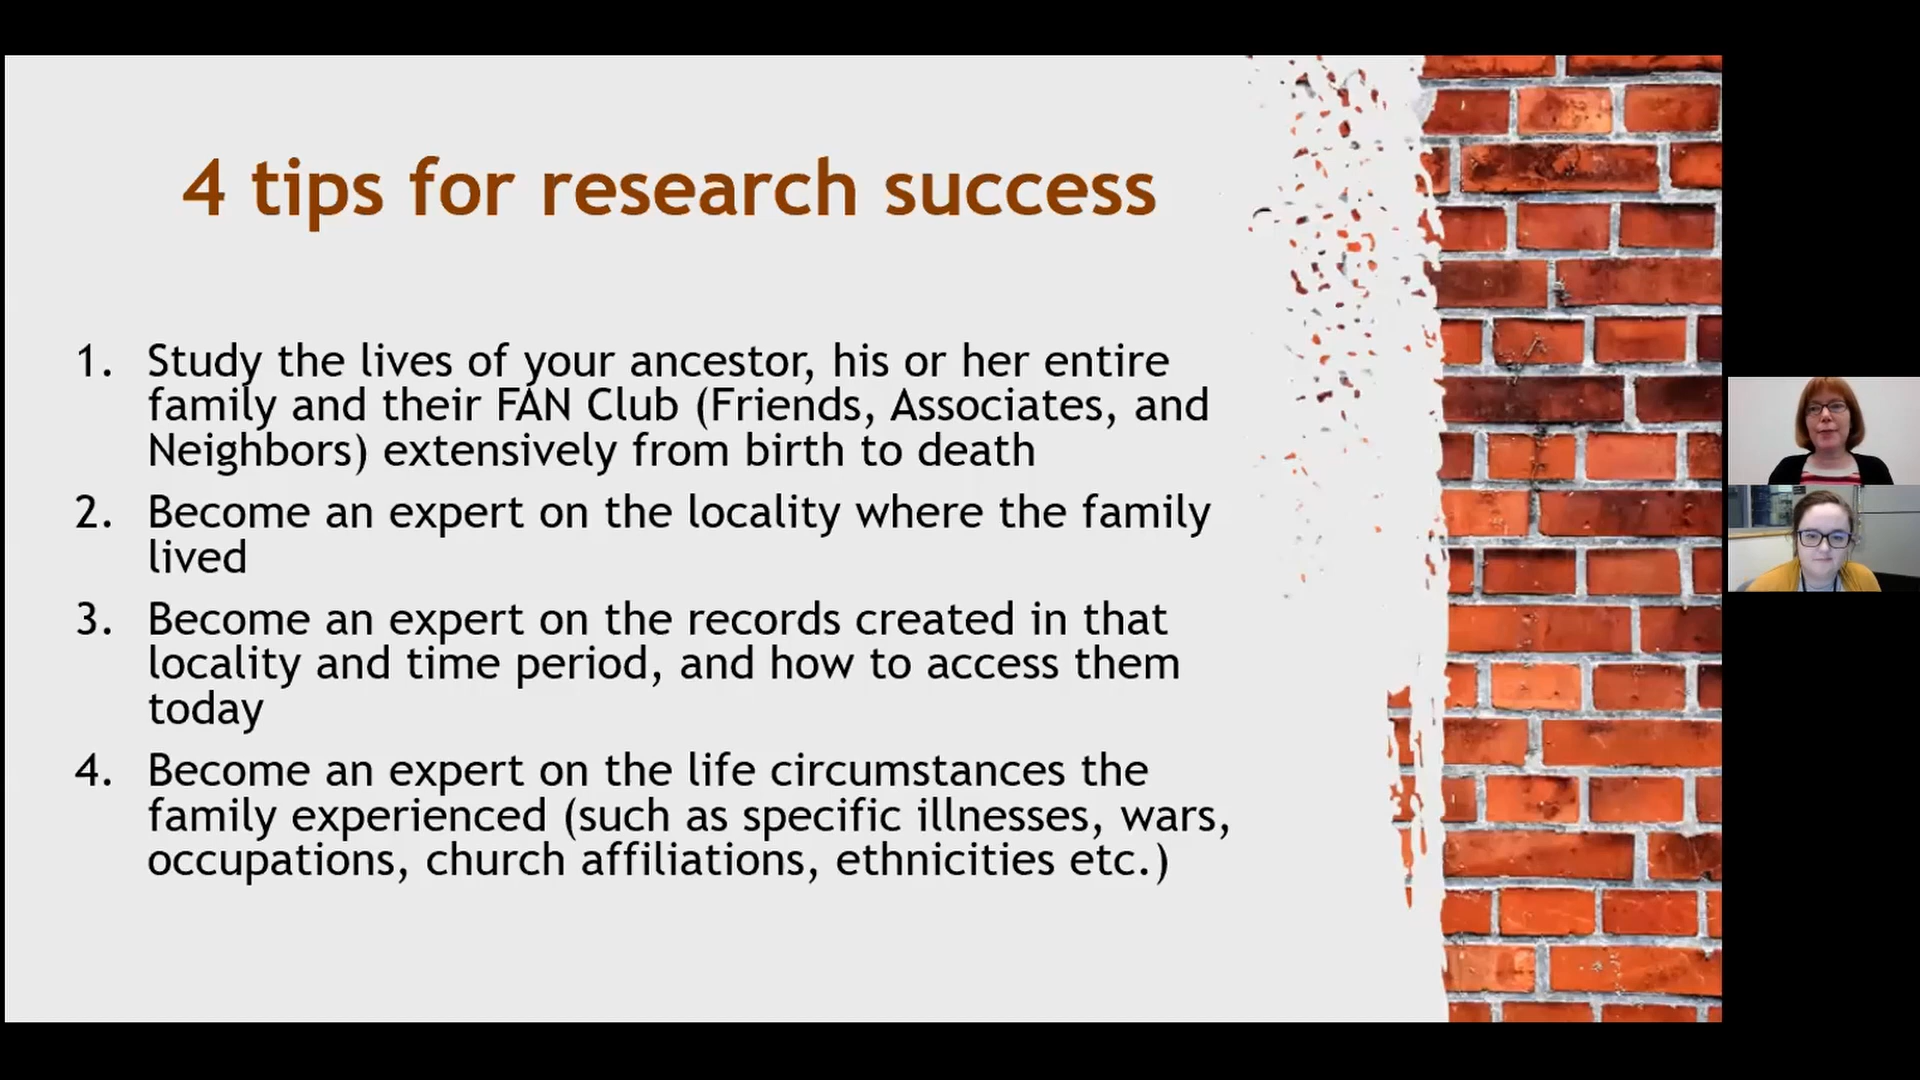 4 tips for research success
1. Study the lives of your ancestor, his or her entire
family and their FAN Club (Friends, Associates, and
Neighbors) extensively from birth to death
2. Become an expert on the locality where the family
lived
3. Become an expert on the records created in that
locality and time period, and how to access them
today
4. Become an expert on the life circumstances the
family experienced (such as specific illnesses, wars,
occupations, church affiliations, ethnicities etc.)